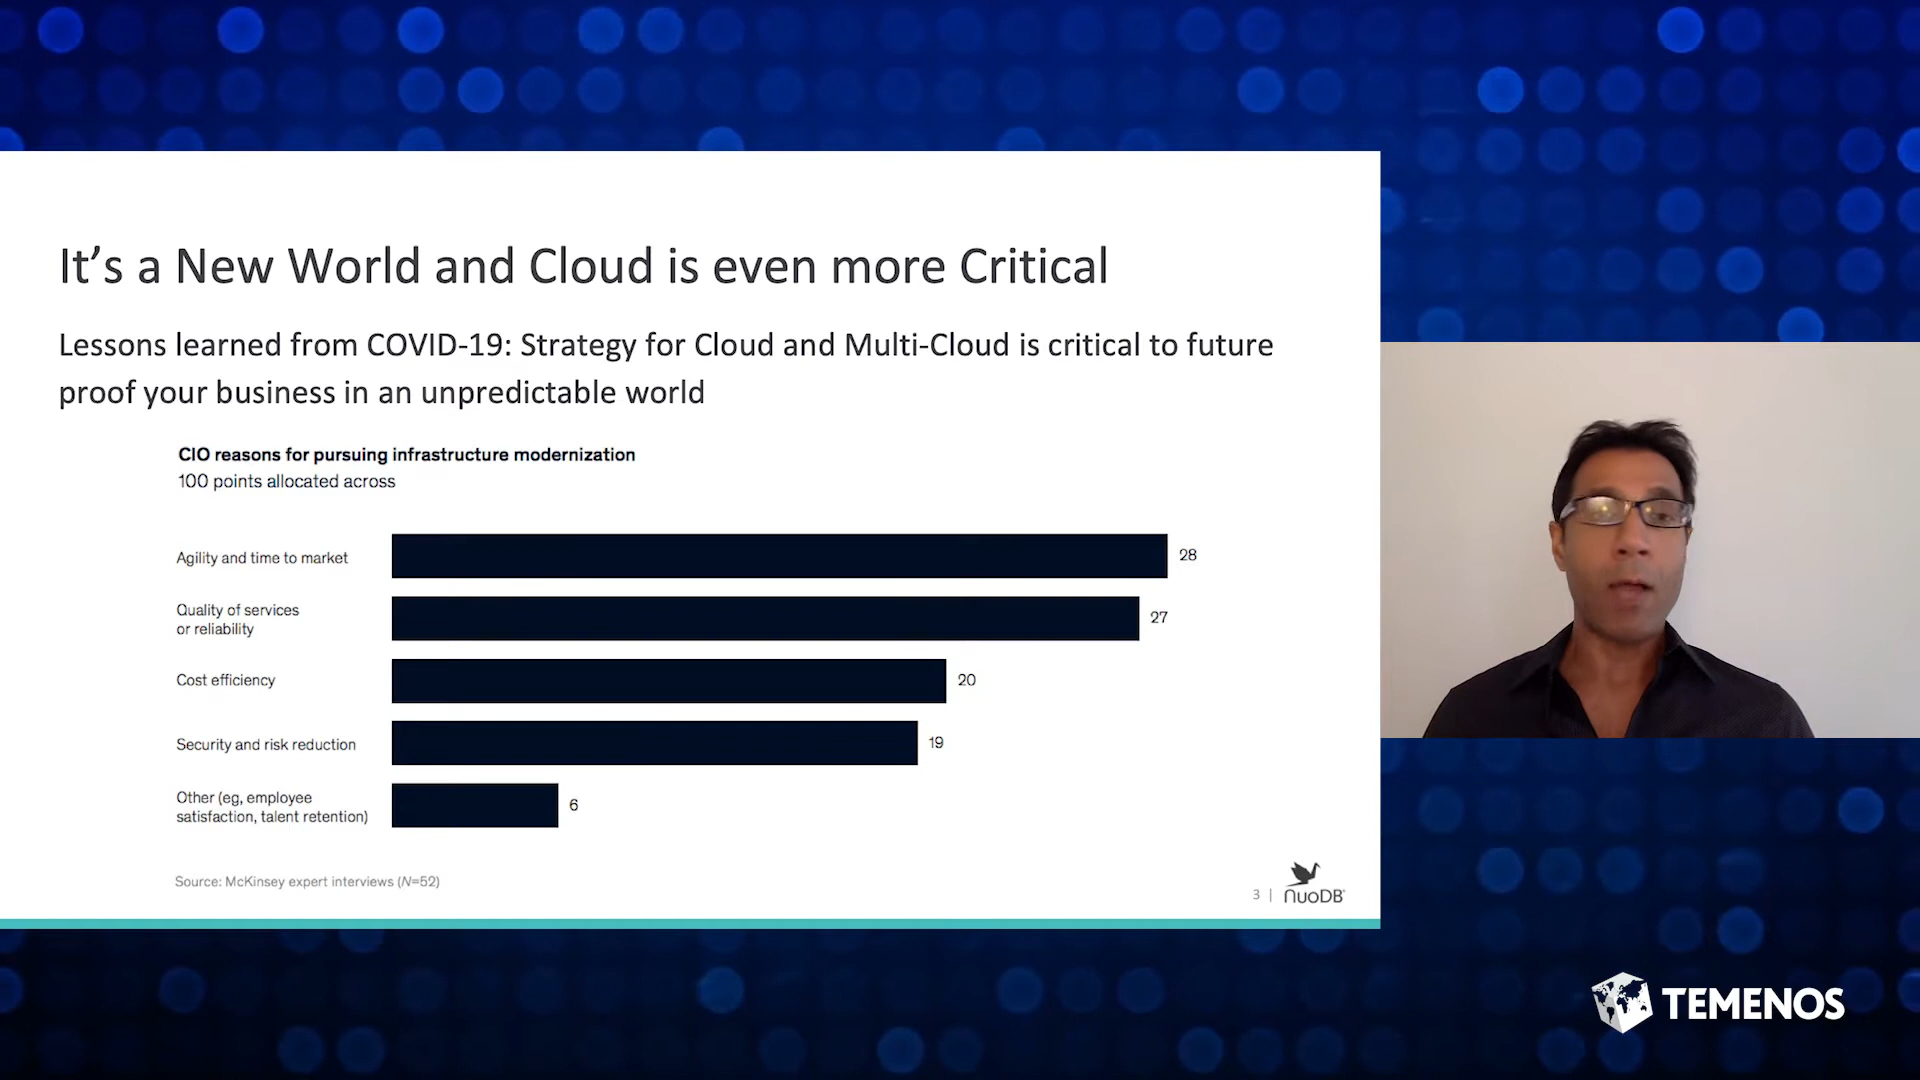 It's a New World and Cloud is even more Critical
Lessons learned from COVID-19: Strategy for Cloud and Multi-Cloud is critical to future
proof your business in an unpredictable world
CIO reasons for pursuing infrastructure modernization
100 points allocated across
Agility and time to market
28
Quality of services
or reliability
27
Cost efficiency
20
Security and risk reduction
19
Other (eg, employee
satisfaction, talent retention)
6
Source: McKinsey expert interviews (N=52)
3 |
NUODB
TEMENOS